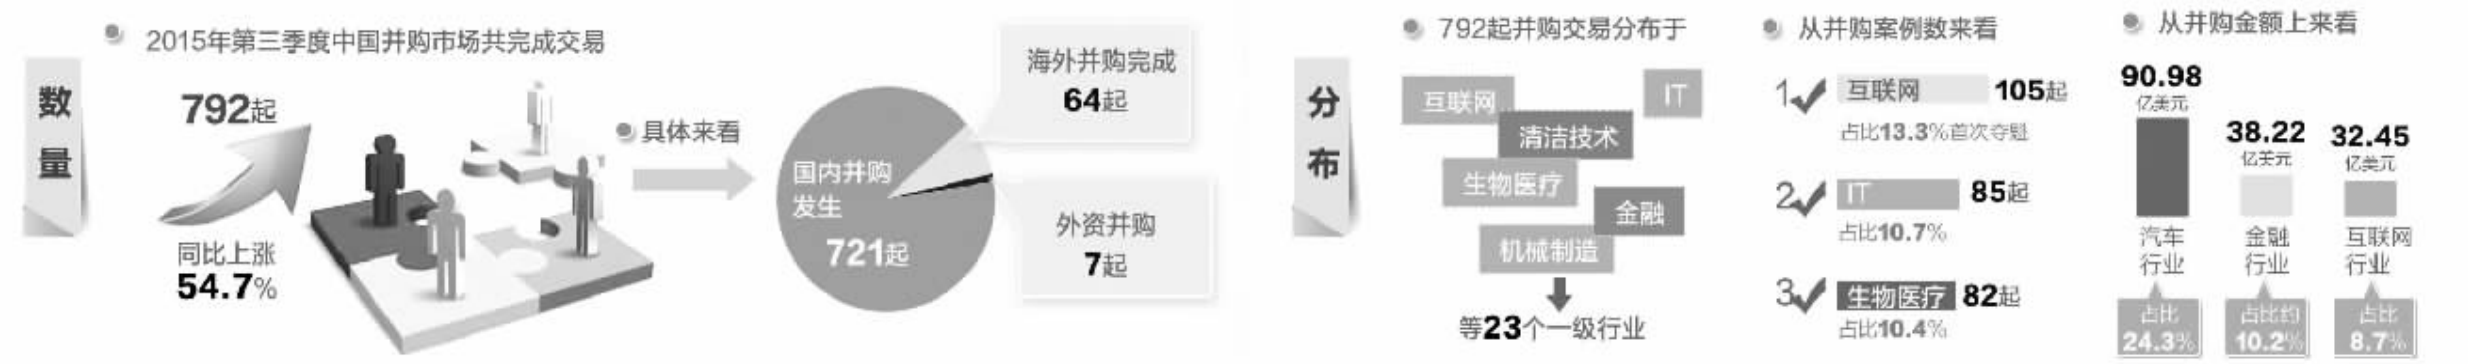 数量
2015年第三季度中国并购市场共完成交易
792起
同比上涨
54.7%
具体来看
国内并购
发生
721起
海外并购完成
64起
外资并购
7起
分布
792起并购交易分布于
互联网
IT
清洁技术
生物医疗
金融
机械制造
等23个一级行业
从并购案例数来看
1 互联网 105起
占比13.3%首次夺魁
2 IT 85起
占比10.7%
3 生物医疗 82起
占比10.4%
从并购金额上来看
90.98
亿美元
汽车
行业
占比
24.3%
38.22
亿美元
金融
行业
占比约
10.2%
32.45
亿美元
互联网
行业
占比
8.7%